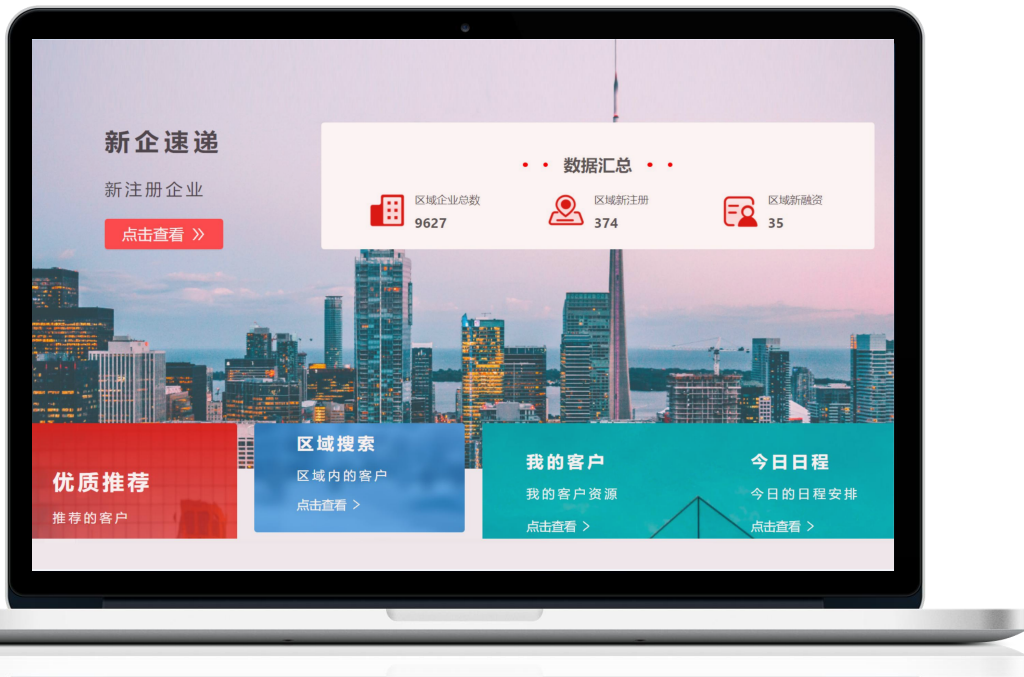 新企速递
新注册企业
点击查看
数据汇总
区域企业总数
9627
区域新注册
374
区域新融资
35
优质推荐
推荐的客户
区域搜索
区域内的客户
点击查看 >
我的客户
我的客户资源
点击查看 >
今日日程
今日的日程安排
点击查看 >